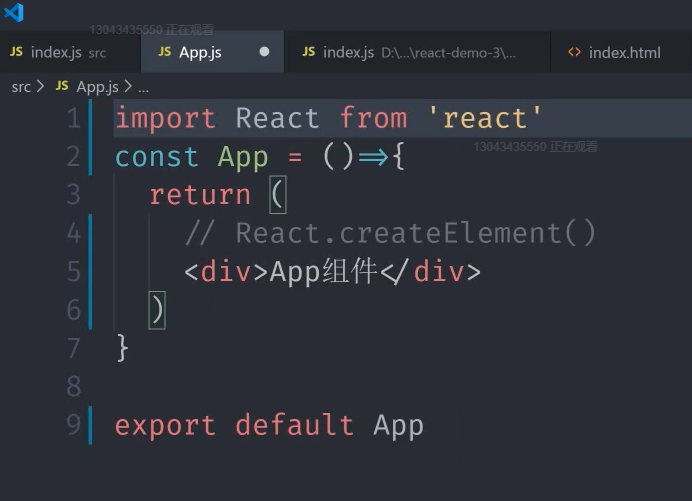 13043435550 正在观看
JS index.js src JS App.js JS index.js D:\...\react-demo-3\... <> index.html
src > JS App.js > ...
1 import React from 'react'
2 const App = ()=>{
13043435550 正在观看
3 return (
4 // React.createElement()
5 <div>App组件</div>
6 )
7 }
8
9 export default App